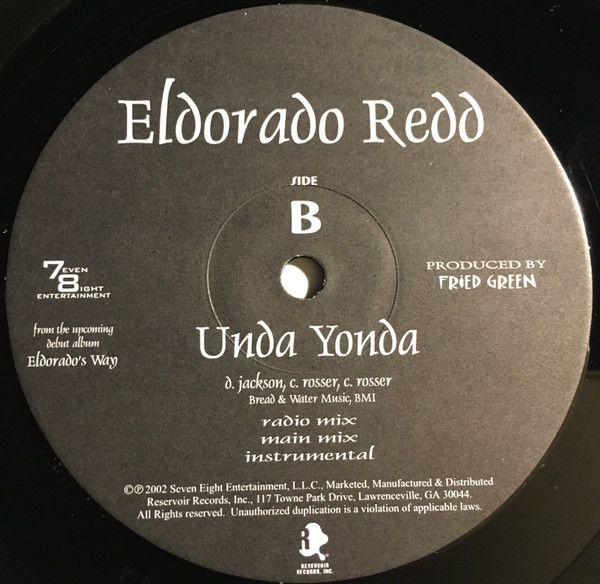 Eldorado Redd
SIDE
B
7EVEN
8IGHT
ENTERTAINMENT
PRODUCED BY
FRiED GREEN
from the upcoming
debut album
Eldorado's Way
Unda Yonda
d. jackson, c. rosser, c. rosser
Bread & Water Music, BMI
radio mix
main mix
instrumental
©℗ 2002 Seven Eight Entertainment, L.L.C., Marketed, Manufactured & Distributed
Reservoir Records, Inc., 117 Towne Park Drive, Lawrenceville, GA 30044.
All Rights reserved. Unauthorized duplication is a violation of applicable laws.
R
RESERVOIR
RECORDS, INC.